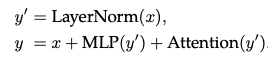 y′ = LayerNorm(x),
y = x + MLP(y′) + Attention(y′).